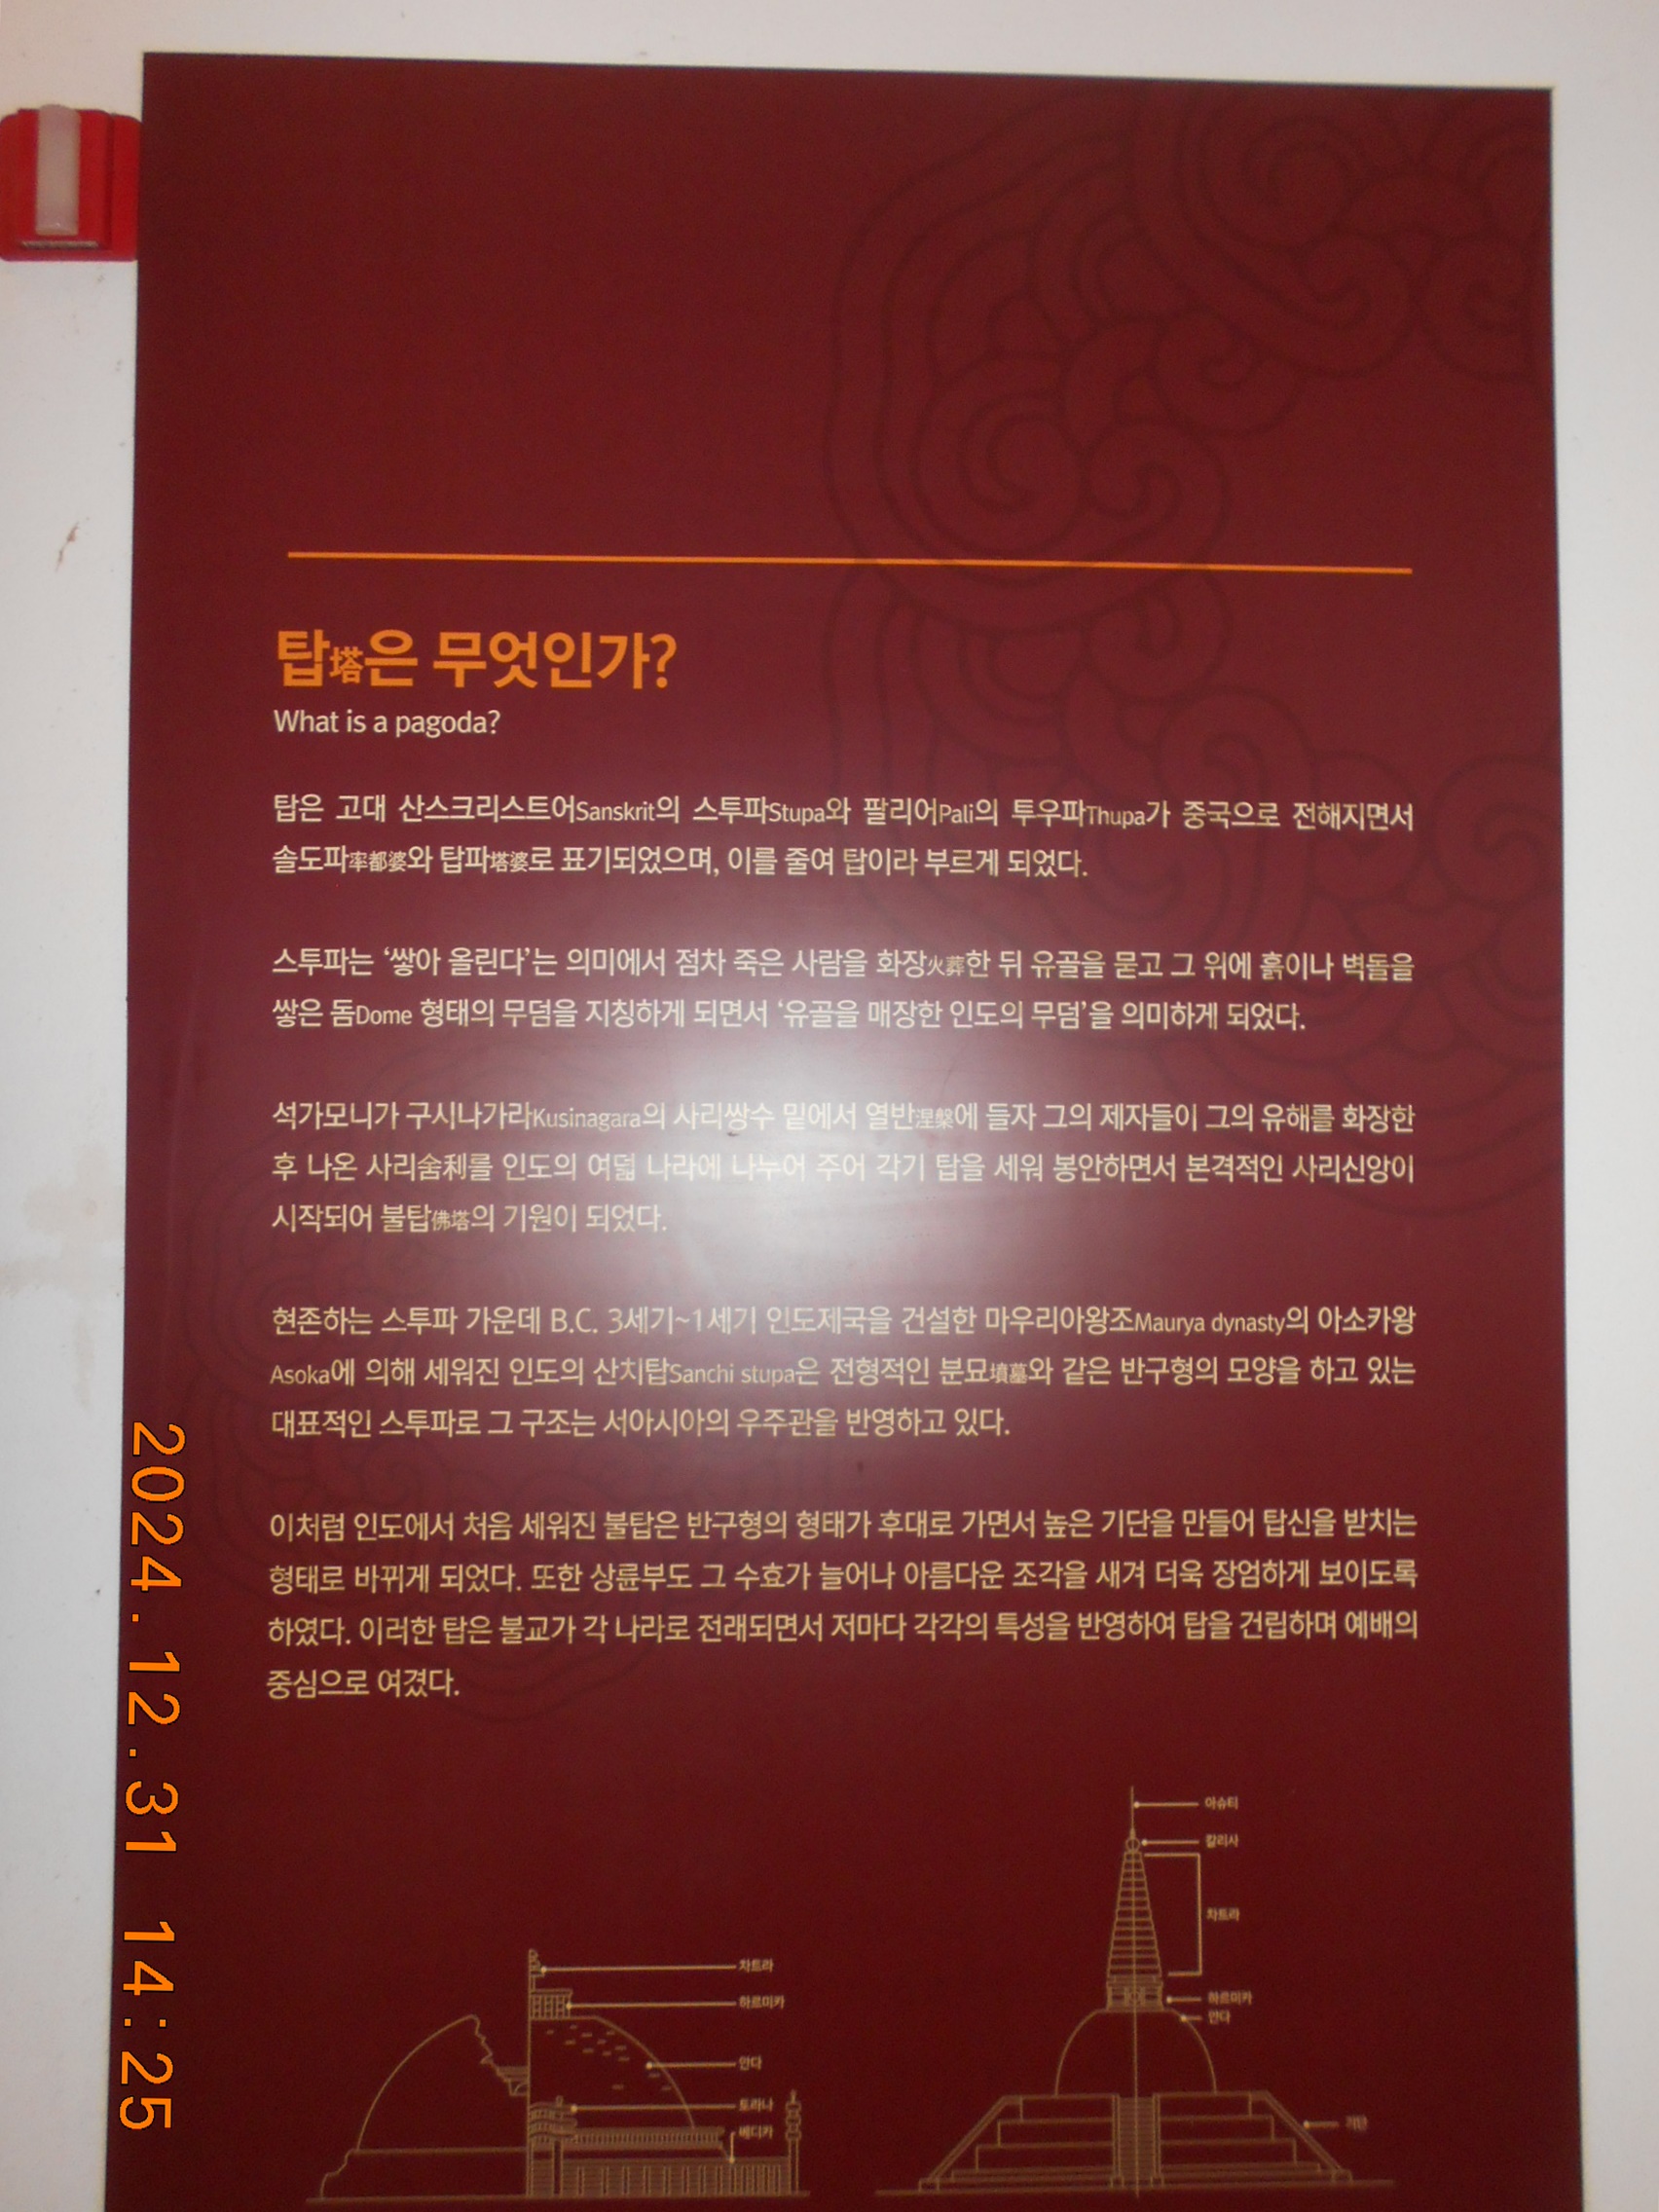 탑塔은 무엇인가?
What is a pagoda?
탑은 고대 산스크리스트어Sanskrit의 스투파Stupa와 팔리어Pali의 투우파Thupa가 중국으로 전해지면서
솔도파率都婆와 탑파塔婆로 표기되었으며, 이를 줄여 탑이라 부르게 되었다.
스투파는 ‘쌓아 올린다’는 의미에서 점차 죽은 사람을 화장火葬한 뒤 유골을 묻고 그 위에 흙이나 벽돌을
쌓은 돔Dome 형태의 무덤을 지칭하게 되면서 ‘유골을 매장한 인도의 무덤’을 의미하게 되었다.
석가모니가 구시나가라Kusinagara의 사리쌍수 밑에서 열반涅槃에 들자 그의 제자들이 그의 유해를 화장한
후 나온 사리舍利를 인도의 여덟 나라에 나누어 주어 각기 탑을 세워 봉안하면서 본격적인 사리신앙이
시작되어 불탑佛塔의 기원이 되었다.
현존하는 스투파 가운데 B.C. 3세기~1세기 인도제국을 건설한 마우리아왕조Maurya dynasty의 아소카왕
Asoka에 의해 세워진 인도의 산치탑Sanchi stupa은 전형적인 분묘墳墓와 같은 반구형의 모양을 하고 있는
대표적인 스투파로 그 구조는 서아시아의 우주관을 반영하고 있다.
이처럼 인도에서 처음 세워진 불탑은 반구형의 형태가 후대로 가면서 높은 기단을 만들어 탑신을 받치는
형태로 바뀌게 되었다. 또한 상륜부도 그 수효가 늘어나 아름다운 조각을 새겨 더욱 장엄하게 보이도록
하였다. 이러한 탑은 불교가 각 나라로 전래되면서 저마다 각각의 특성을 반영하여 탑을 건립하며 예배의
중심으로 여겼다.
차트라
하르미카
안다
토라나
베디카
아슈티
칼리사
차트라
하르미카
안다
기단
2024.12.31 14:25